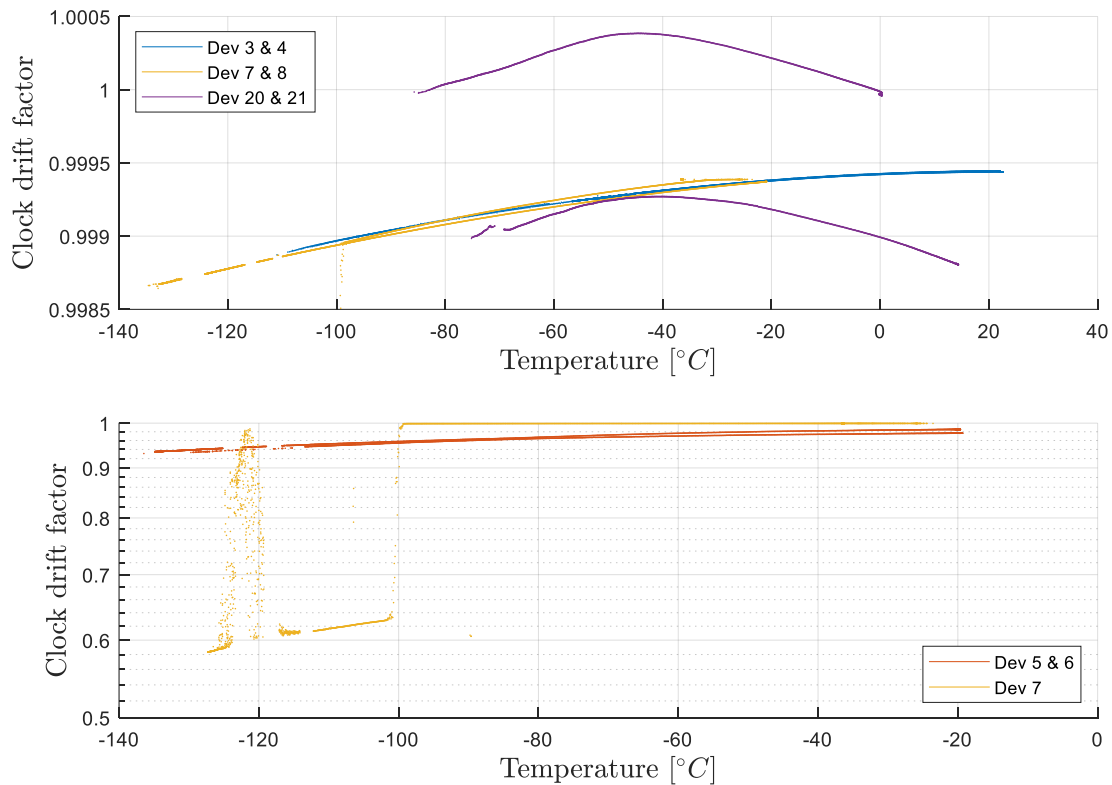 1.0005
1
0.9995
0.999
0.9985
Clock drift factor
Dev 3 & 4
Dev 7 & 8
Dev 20 & 21
-140 -120 -100 -80 -60 -40 -20 0 20 40
Temperature [°C]
1
0.9
0.8
0.7
0.6
0.5
Clock drift factor
Dev 5 & 6
Dev 7
-140 -120 -100 -80 -60 -40 -20 0
Temperature [°C]